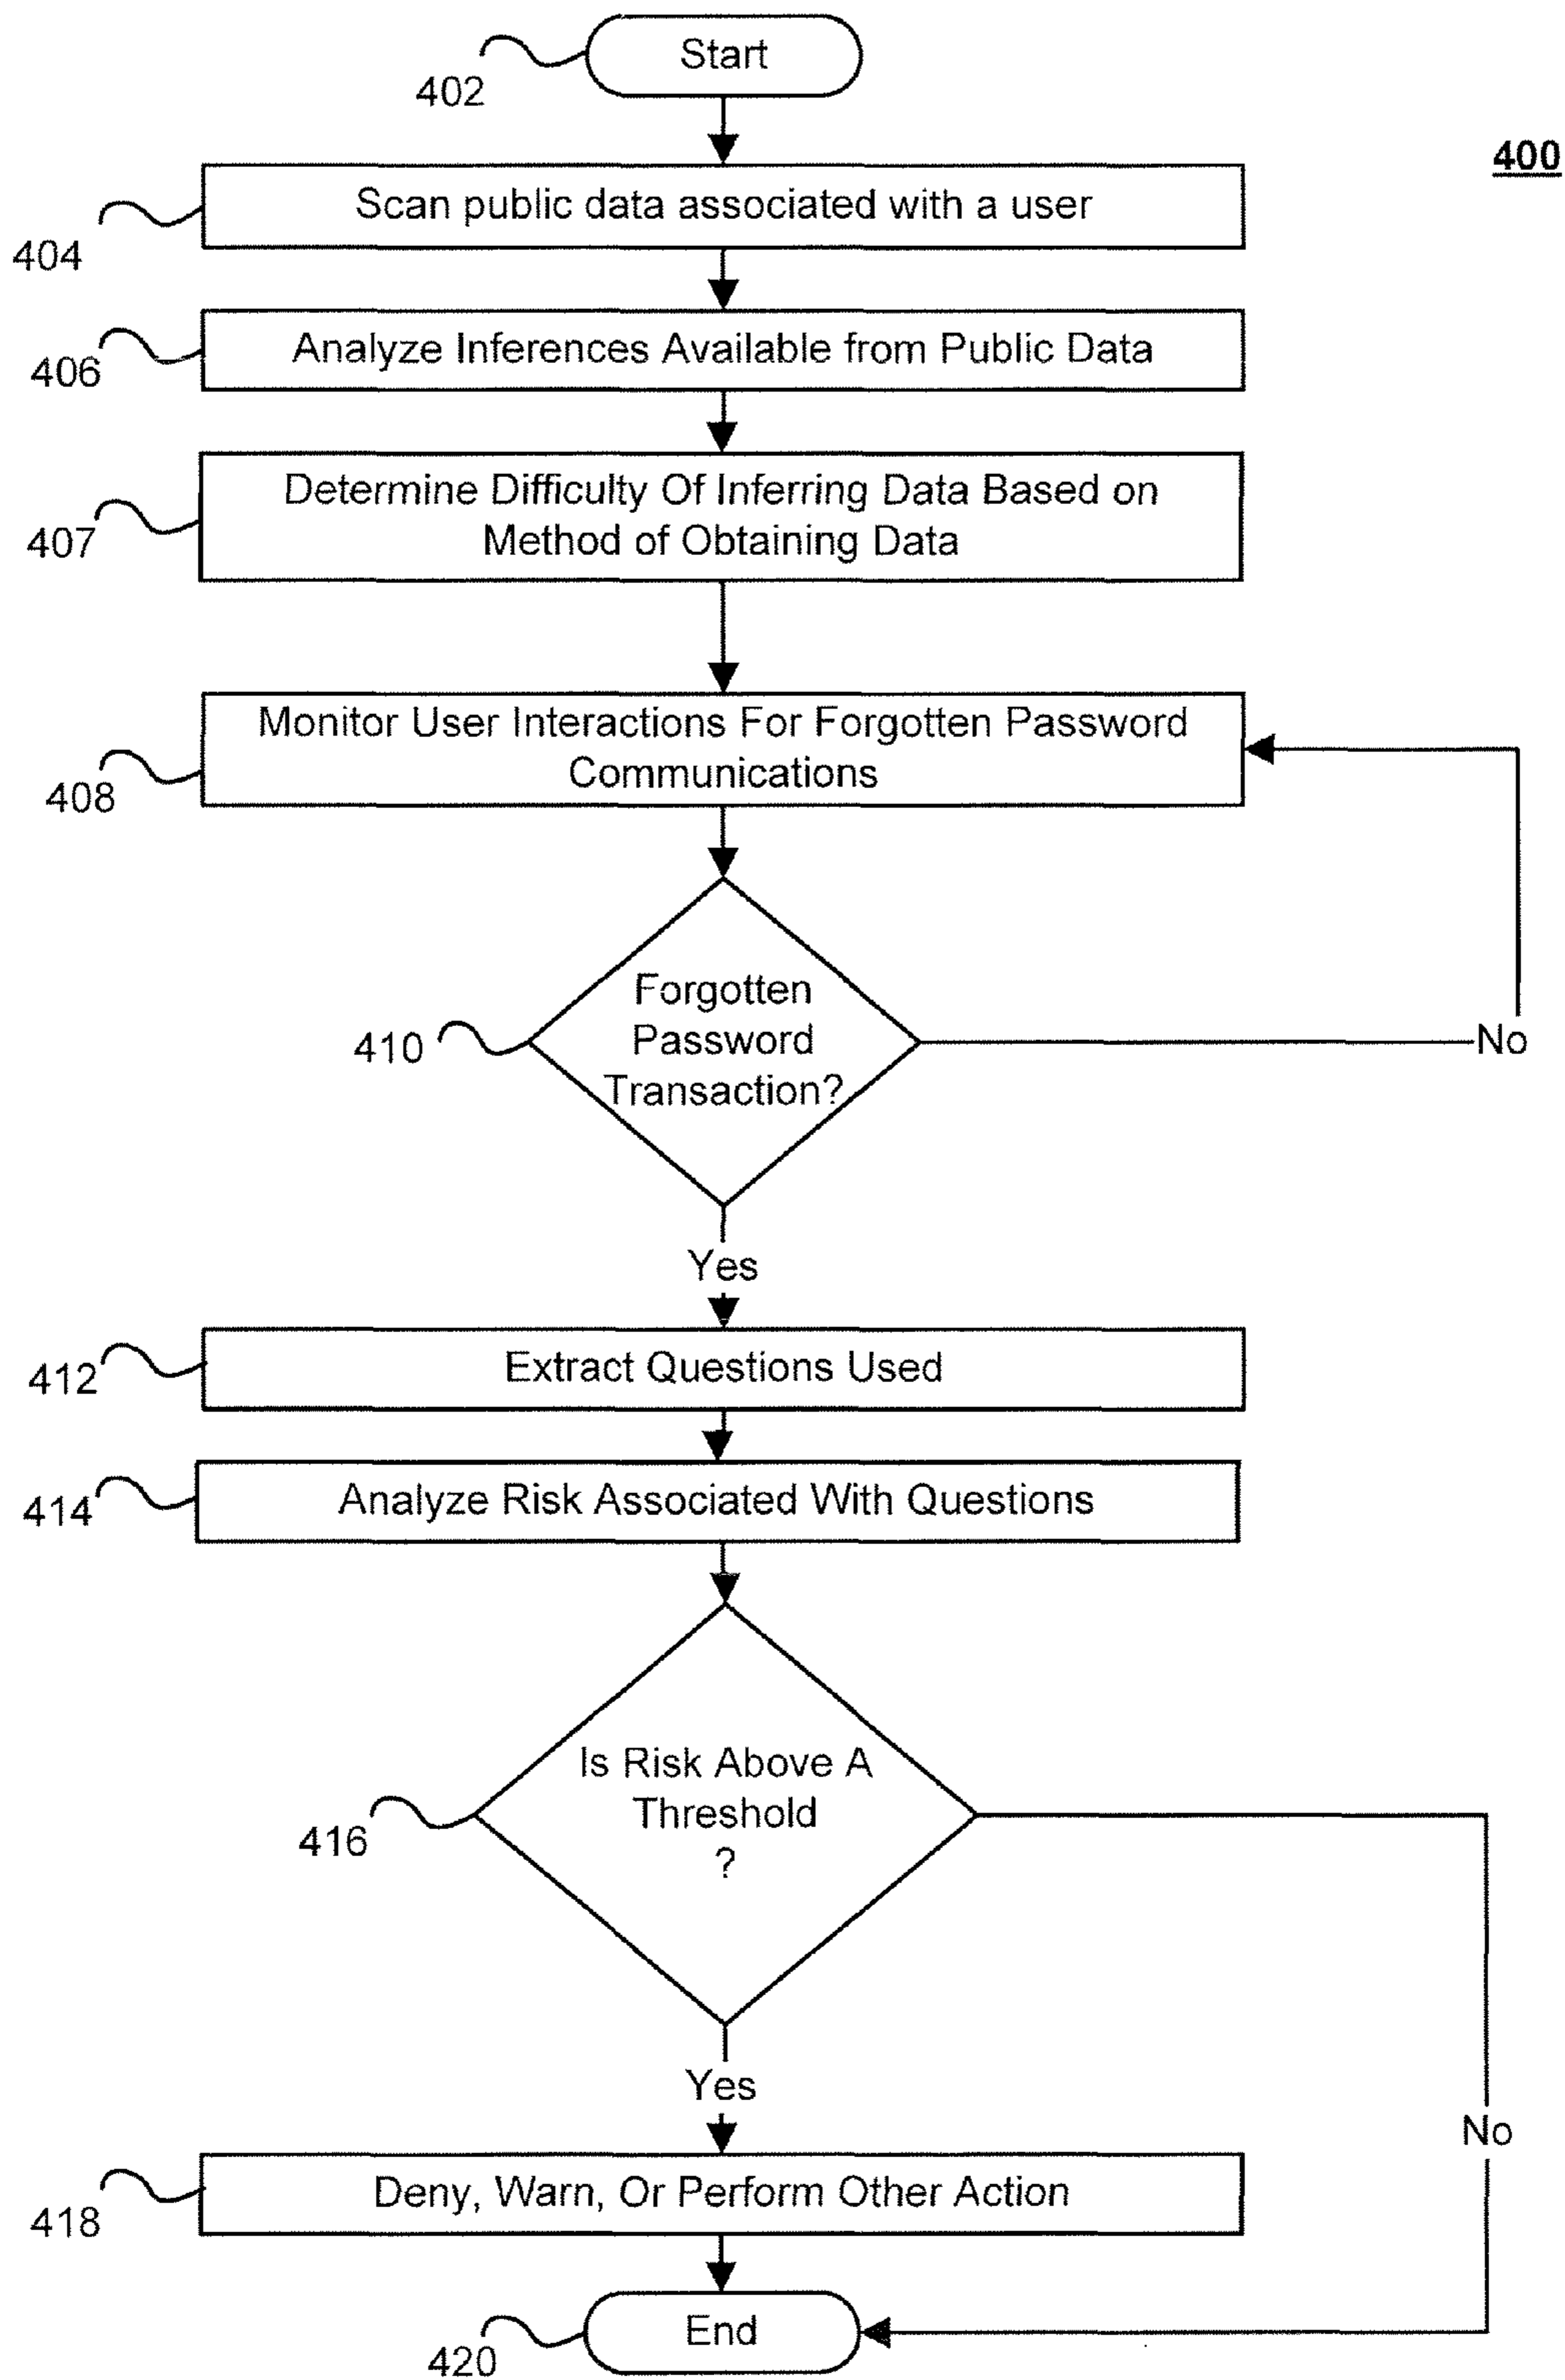 Start
402
400
Scan public data associated with a user
404
Analyze Inferences Available from Public Data
406
Determine Difficulty Of Inferring Data Based on
Method of Obtaining Data
407
Monitor User Interactions For Forgotten Password
Communications
408
Forgotten
Password
Transaction?
410
No
Yes
Extract Questions Used
412
Analyze Risk Associated With Questions
414
Is Risk Above A
Threshold
?
416
Yes
No
Deny, Warn, Or Perform Other Action
418
End
420